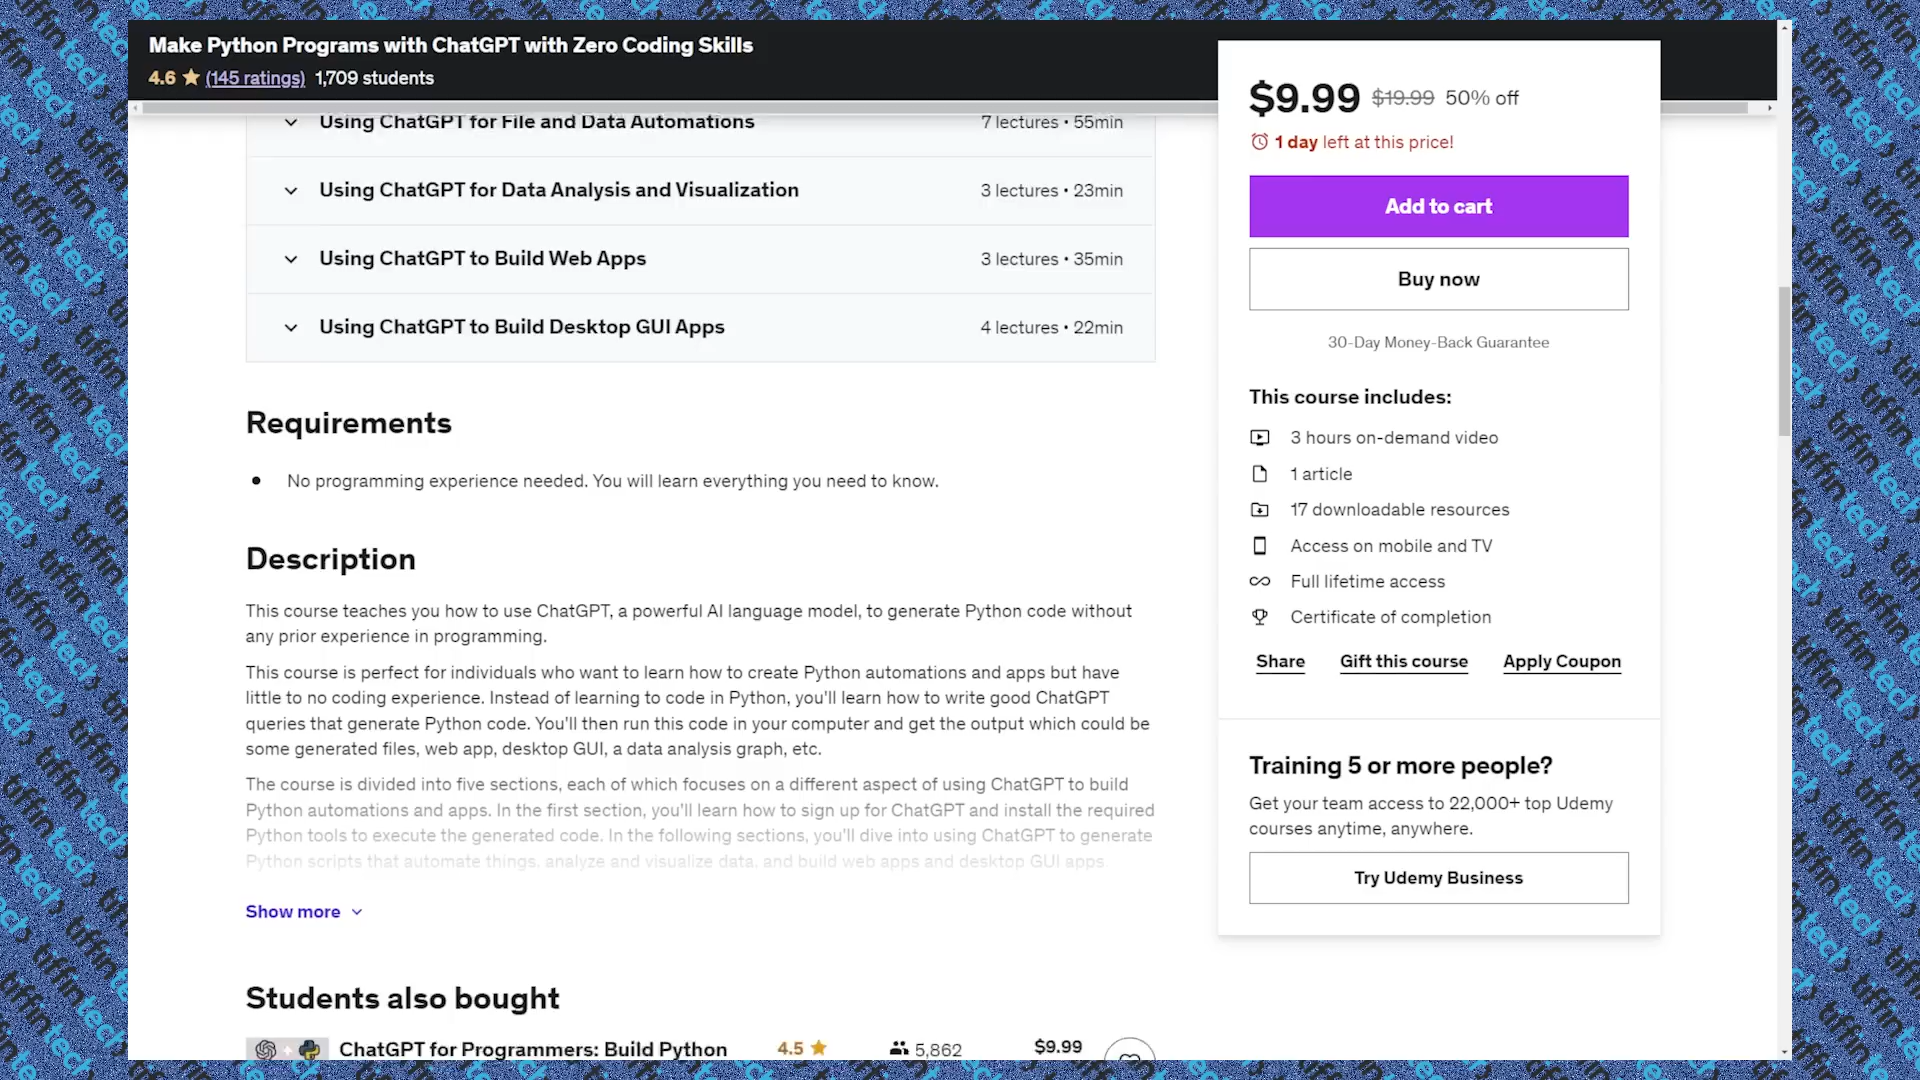 Make Python Programs with ChatGPT with Zero Coding Skills
4.6 (145 ratings) 1,709 students
Using ChatGPT for File and Data Automations 7 lectures • 55min
Using ChatGPT for Data Analysis and Visualization 3 lectures • 23min
Using ChatGPT to Build Web Apps 3 lectures • 35min
Using ChatGPT to Build Desktop GUI Apps 4 lectures • 22min
Requirements
No programming experience needed. You will learn everything you need to know.
Description
This course teaches you how to use ChatGPT, a powerful AI language model, to generate Python code without
any prior experience in programming.
This course is perfect for individuals who want to learn how to create Python automations and apps but have
little to no coding experience. Instead of learning to code in Python, you'll learn how to write good ChatGPT
queries that generate Python code. You'll then run this code in your computer and get the output which could be
some generated files, web app, desktop GUI, a data analysis graph, etc.
The course is divided into five sections, each of which focuses on a different aspect of using ChatGPT to build
Python automations and apps. In the first section, you'll learn how to sign up for ChatGPT and install the required
Python tools to execute the generated code. In the following sections, you'll dive into using ChatGPT to generate
Python scripts that automate things, analyze and visualize data, and build web apps and desktop GUI apps
Show more
Students also bought
ChatGPT for Programmers: Build Python 4.5 5,862 $9.99
$9.99 $19.99 50% off
1 day left at this price!
Add to cart
Buy now
30-Day Money-Back Guarantee
This course includes:
3 hours on-demand video
1 article
17 downloadable resources
Access on mobile and TV
Full lifetime access
Certificate of completion
Share Gift this course Apply Coupon
Training 5 or more people?
Get your team access to 22,000+ top Udemy
courses anytime, anywhere.
Try Udemy Business
tiffintech